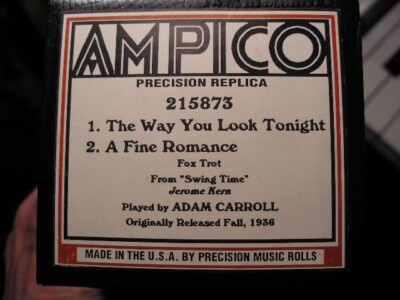 AMPICO
PRECISION REPLICA
215873
1. The Way You Look Tonight
2. A Fine Romance
Fox Trot
From "Swing Time"
Jerome Kern
Played by ADAM CARROLL
Originally Released Fall, 1936
MADE IN THE U.S.A. BY PRECISION MUSIC ROLLS